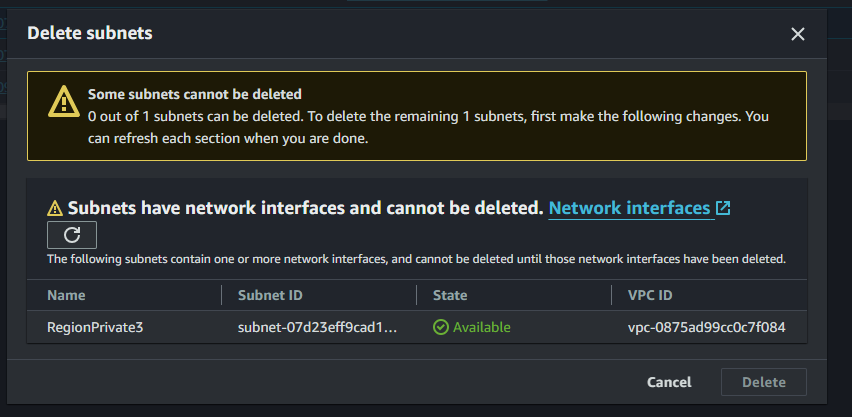 Delete subnets
Some subnets cannot be deleted
0 out of 1 subnets can be deleted. To delete the remaining 1 subnets, first make the following changes. You
can refresh each section when you are done.
Subnets have network interfaces and cannot be deleted. Network interfaces
The following subnets contain one or more network interfaces, and cannot be deleted until those network interfaces have been deleted.
Name Subnet ID State VPC ID
RegionPrivate3 subnet-07d23eff9cad1... Available vpc-0875ad99cc0c7f084
Cancel Delete